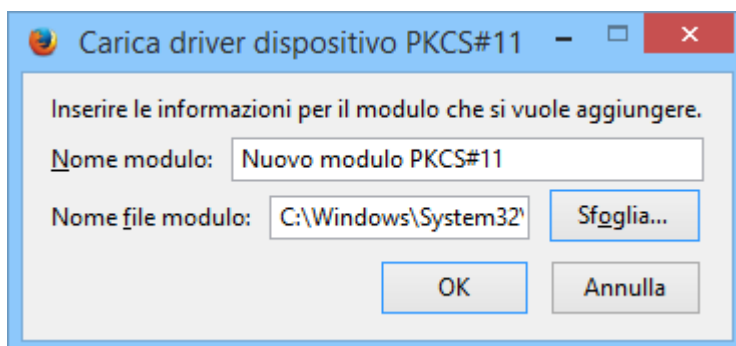 Carica driver dispositivo PKCS#11
Inserire le informazioni per il modulo che si vuole aggiungere.
Nome modulo: Nuovo modulo PKCS#11
Nome file modulo: C:\Windows\System32\ Sfoglia...
OK Annulla